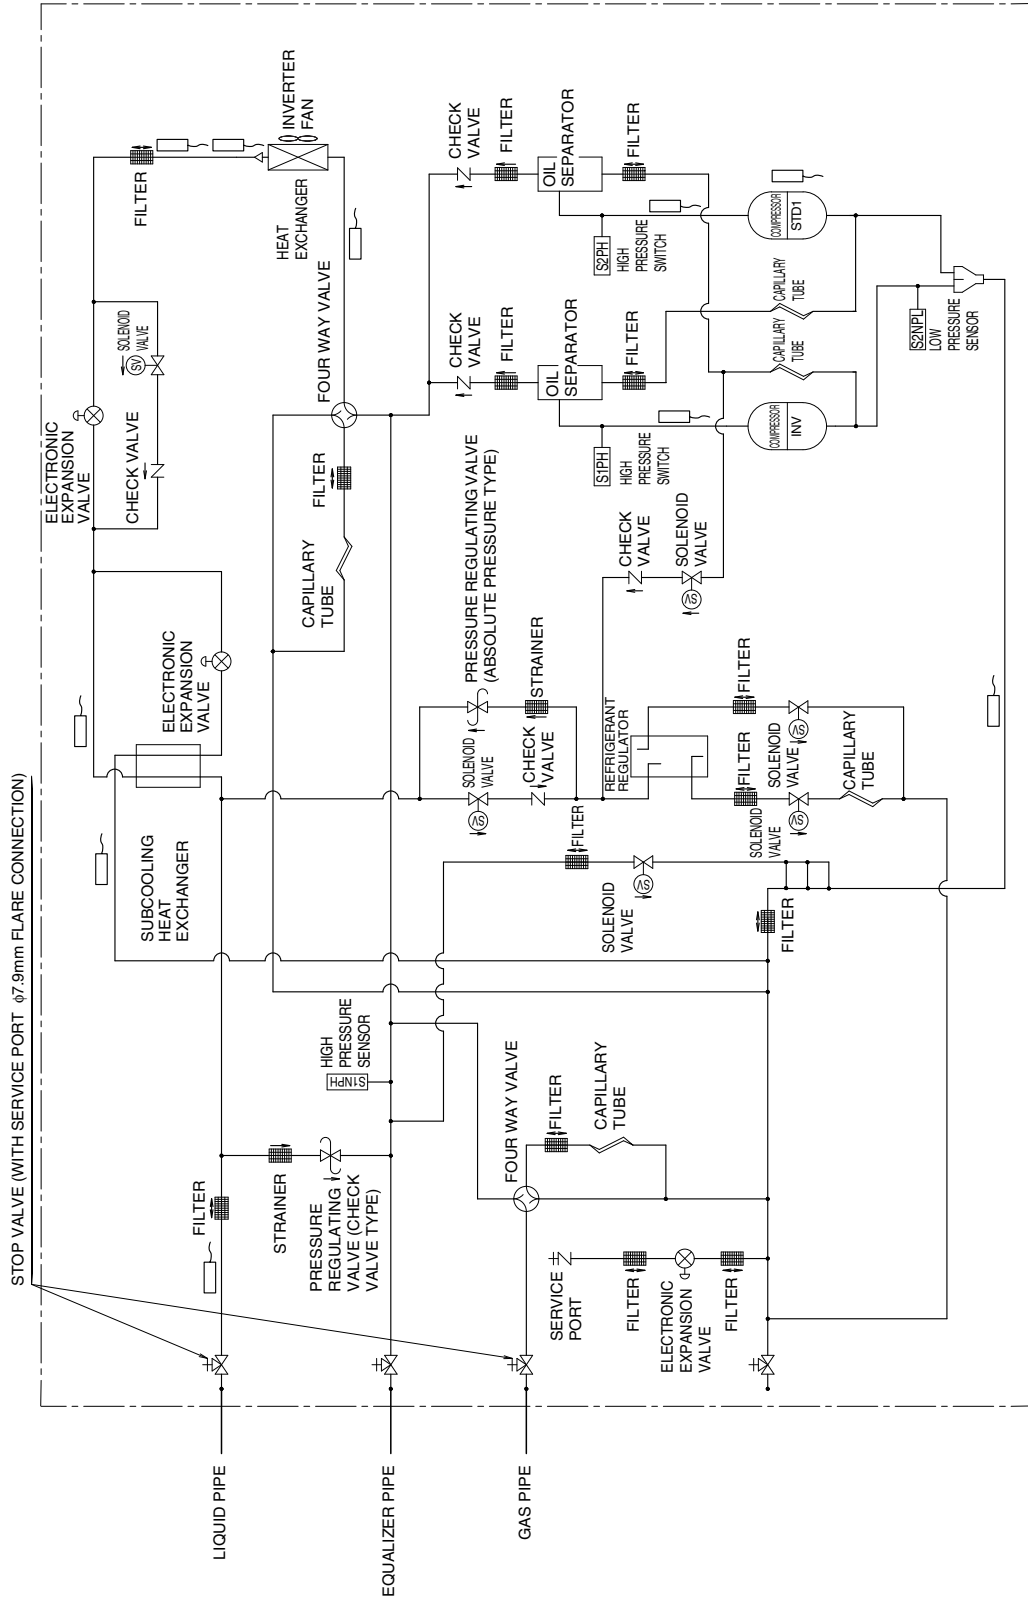 STOP VALVE (WITH SERVICE PORT φ7.9mm FLARE CONNECTION)
LIQUID PIPE
EQUALIZER PIPE
GAS PIPE
ELECTRONIC
EXPANSION
VALVE
CHECK VALVE
SOLENOID
VALVE
SV
FILTER
HEAT
EXCHANGER
INVERTER
FAN
SUBCOOLING
HEAT
EXCHANGER
ELECTRONIC
EXPANSION
VALVE
CAPILLARY
TUBE
FILTER
FOUR WAY VALVE
FILTER
STRAINER
PRESSURE
REGULATING
VALVE (CHECK
VALVE TYPE)
HIGH
PRESSURE
SENSOR
S1NPH
PRESSURE REGULATING VALVE
(ABSOLUTE PRESSURE TYPE)
SOLENOID
VALVE
SV
CHECK
VALVE
STRAINER
CHECK
VALVE
FILTER
OIL
SEPARATOR
FILTER
CHECK
VALVE
FILTER
OIL
SEPARATOR
FILTER
S1PH
HIGH
PRESSURE
SWITCH
S2PH
HIGH
PRESSURE
SWITCH
COMPRESSOR
INV
COMPRESSOR
STD1
CAPILLARY
TUBE
CAPILLARY
TUBE
S2NPL
LOW
PRESSURE
SENSOR
CHECK
VALVE
SOLENOID
VALVE
SV
REFRIGERANT
REGULATOR
FILTER
SOLENOID
VALVE
SV
FILTER
SOLENOID
VALVE
SV
CAPILLARY
TUBE
FILTER
SOLENOID
VALVE
SV
FILTER
FOUR WAY VALVE
FILTER
CAPILLARY
TUBE
SERVICE
PORT
FILTER
ELECTRONIC
EXPANSION
VALVE
FILTER